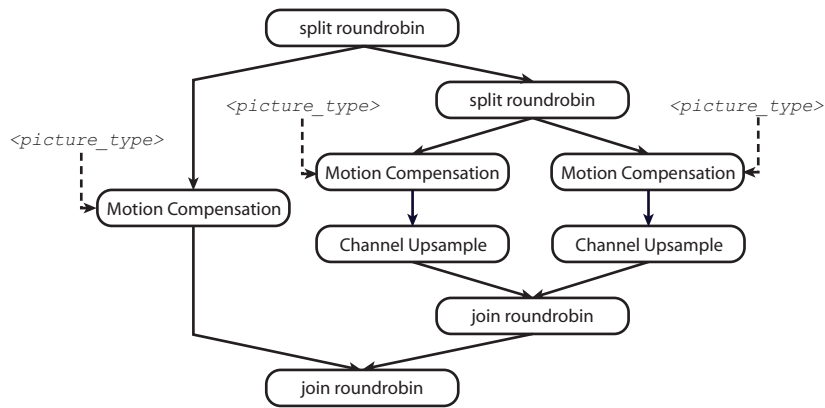 split roundrobin
split roundrobin
<picture_type>
<picture_type>
<picture_type>
Motion Compensation
Motion Compensation
Motion Compensation
Channel Upsample
Channel Upsample
join roundrobin
join roundrobin